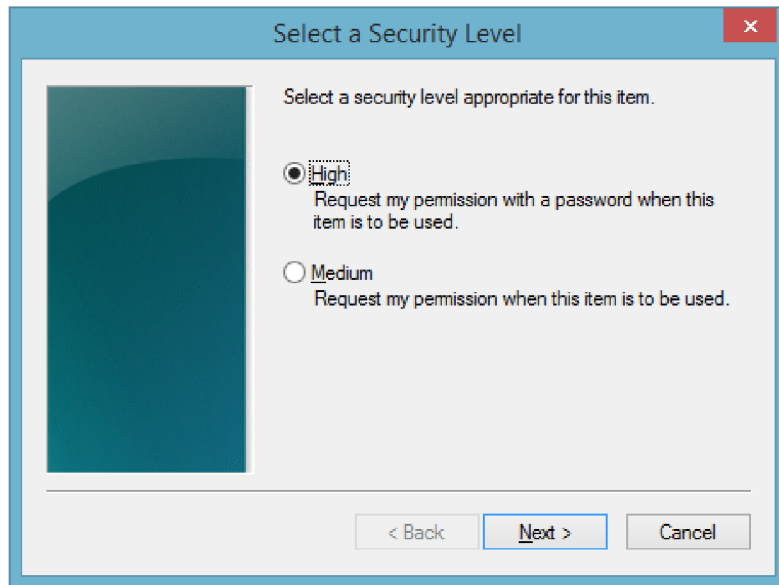 Select a Security Level
Select a security level appropriate for this item.
High
Request my permission with a password when this
item is to be used.
Medium
Request my permission when this item is to be used.
< Back
Next >
Cancel